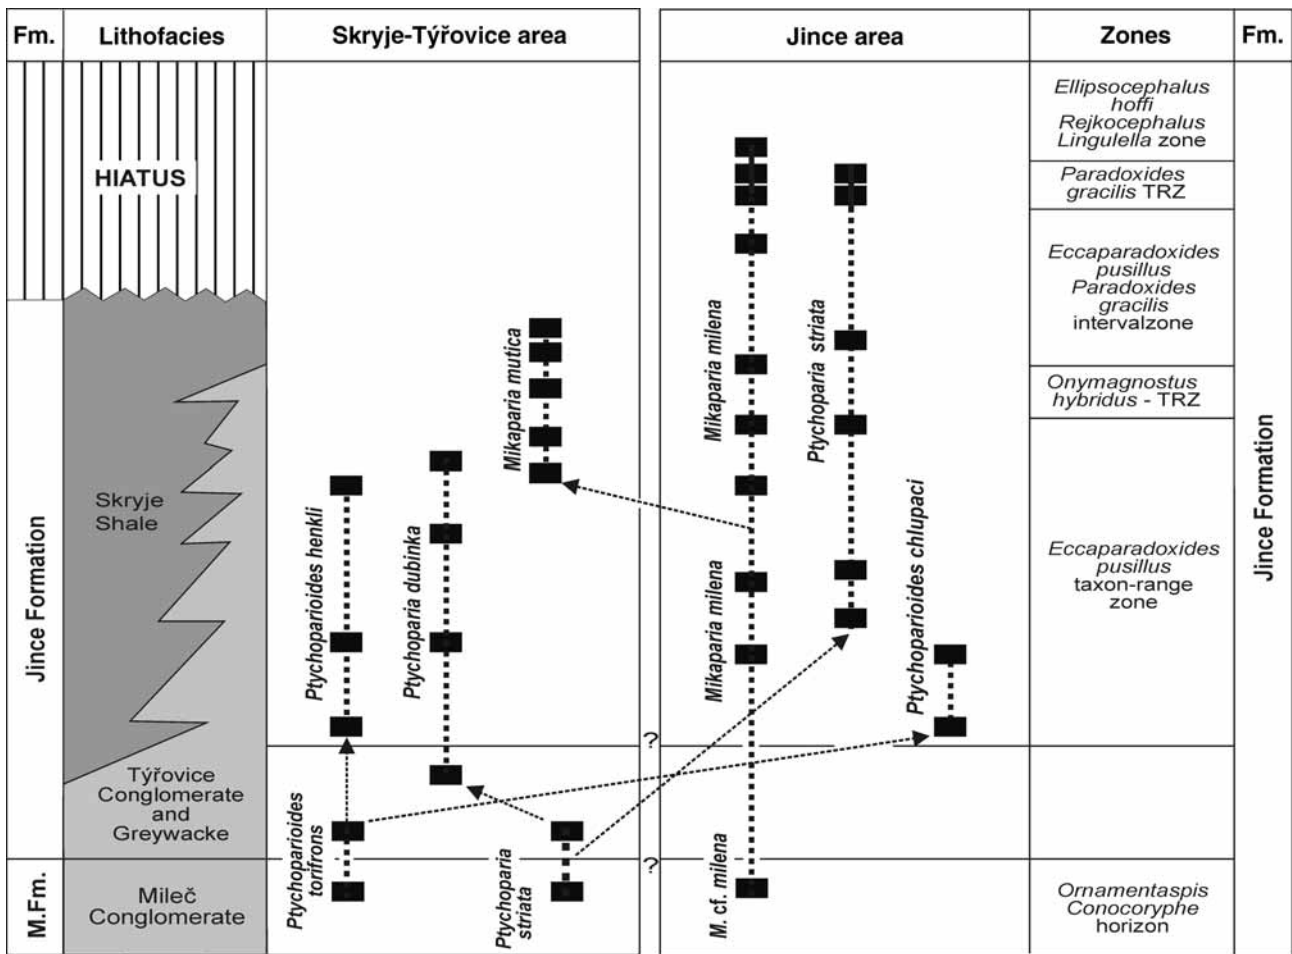 Fm.
Lithofacies
Skryje-Týřovice area
Jince area
Zones
Fm.
HIATUS
Skryje
Shale
Týřovice
Conglomerate
and
Greywacke
Mileč
Conglomerate
Jince Formation
M.Fm.
Ptychoparioides henkli
Ptychoparia dubinka
Mikaparia mutica
Ptychoparioides
torifrons
Ptychoparia
striata
?
?
Mikaparia milena
Mikaparia milena
M. cf. milena
Ptychoparia striata
Ptychoparioides chlupaci
Ellipsocephalus
hoffi
Rejkocephalus
Lingulella zone
Paradoxides
gracilis TRZ
Eccaparadoxides
pusillus
Paradoxides
gracilis
intervalzone
Onymagnostus
hybridus - TRZ
Eccaparadoxides
pusillus
taxon-range
zone
Ornamentaspis
Conocoryphe
horizon
Jince Formation